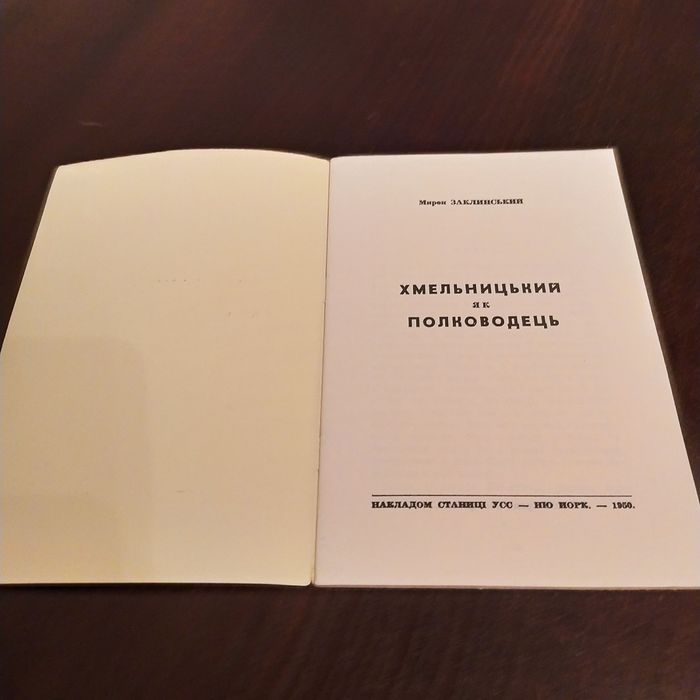 Мирон ЗАКЛИНСЬКИЙ
ХМЕЛЬНИЦЬКИЙ
ЯК
ПОЛКОВОДЕЦЬ
НАКЛАДОМ СТАНИЦІ УСС — НЮ ЙОРК. — 1950.